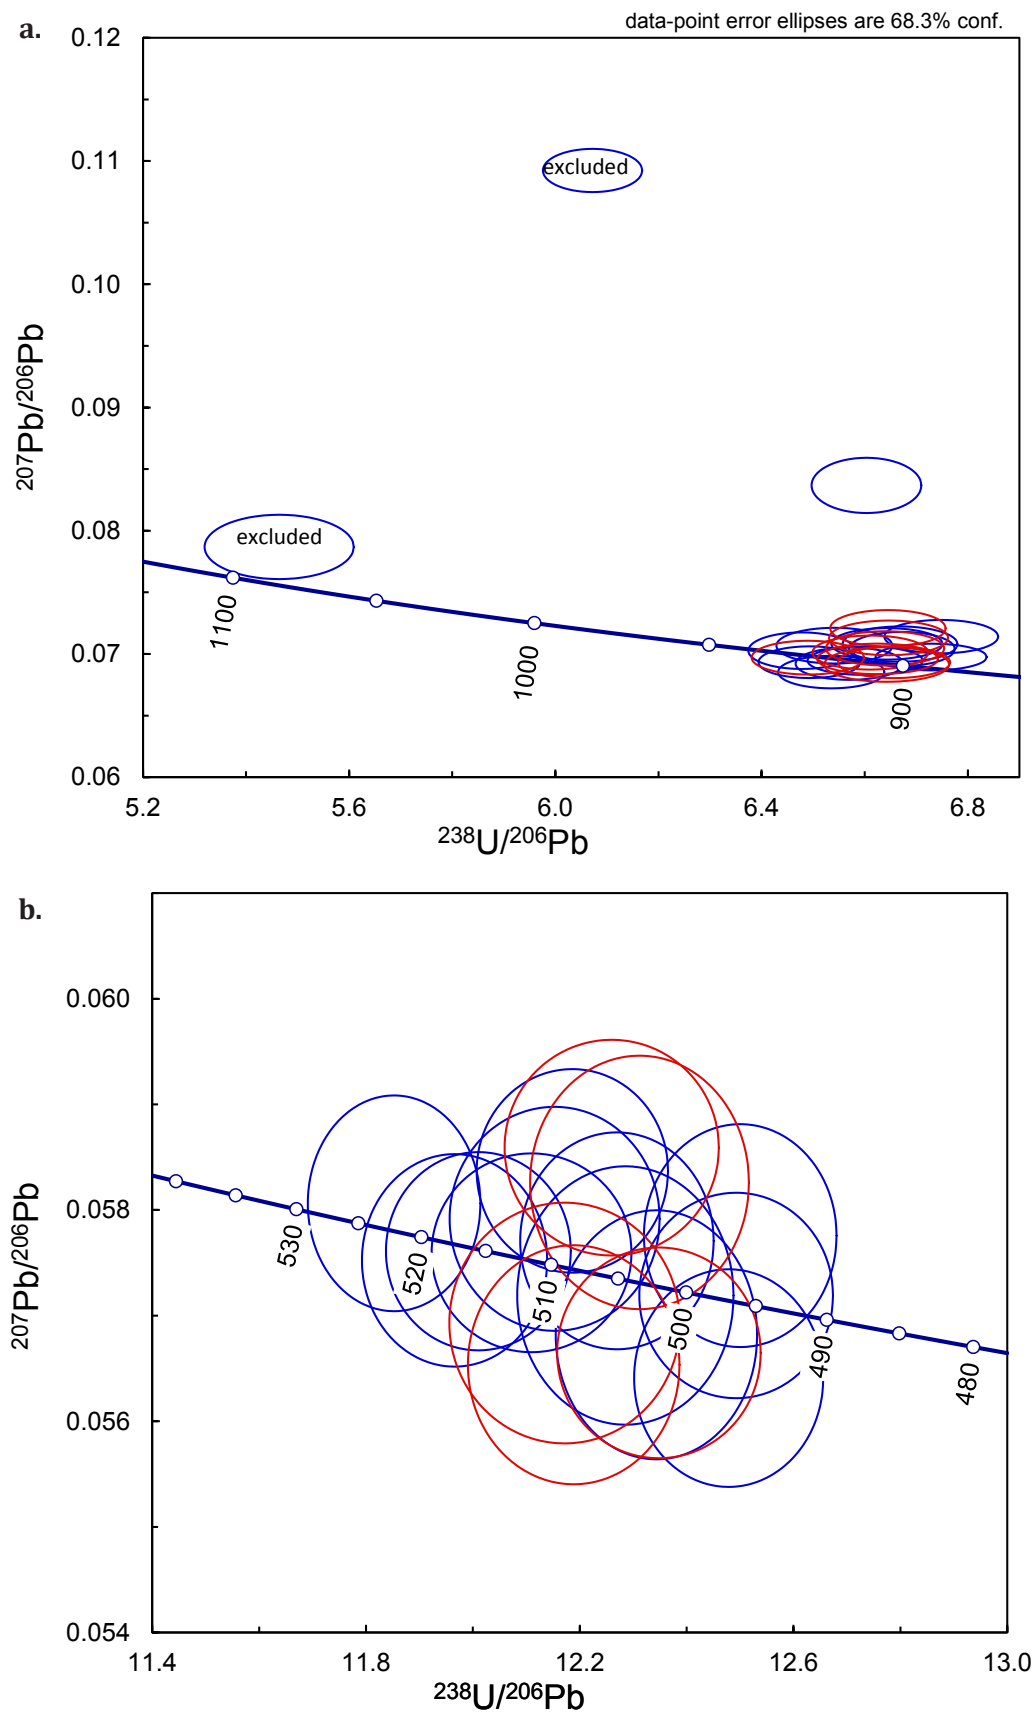 data-point error ellipses are 68.3% conf.
a.
0.12
0.11
0.10
0.09
0.08
0.07
0.06
207Pb/206Pb
excluded
excluded
1100
1000
900
5.2 5.6 6.0 6.4 6.8
238U/206Pb
b.
0.060
0.058
0.056
0.054
207Pb/206Pb
530
520
510
500
490
480
11.4 11.8 12.2 12.6 13.0
238U/206Pb